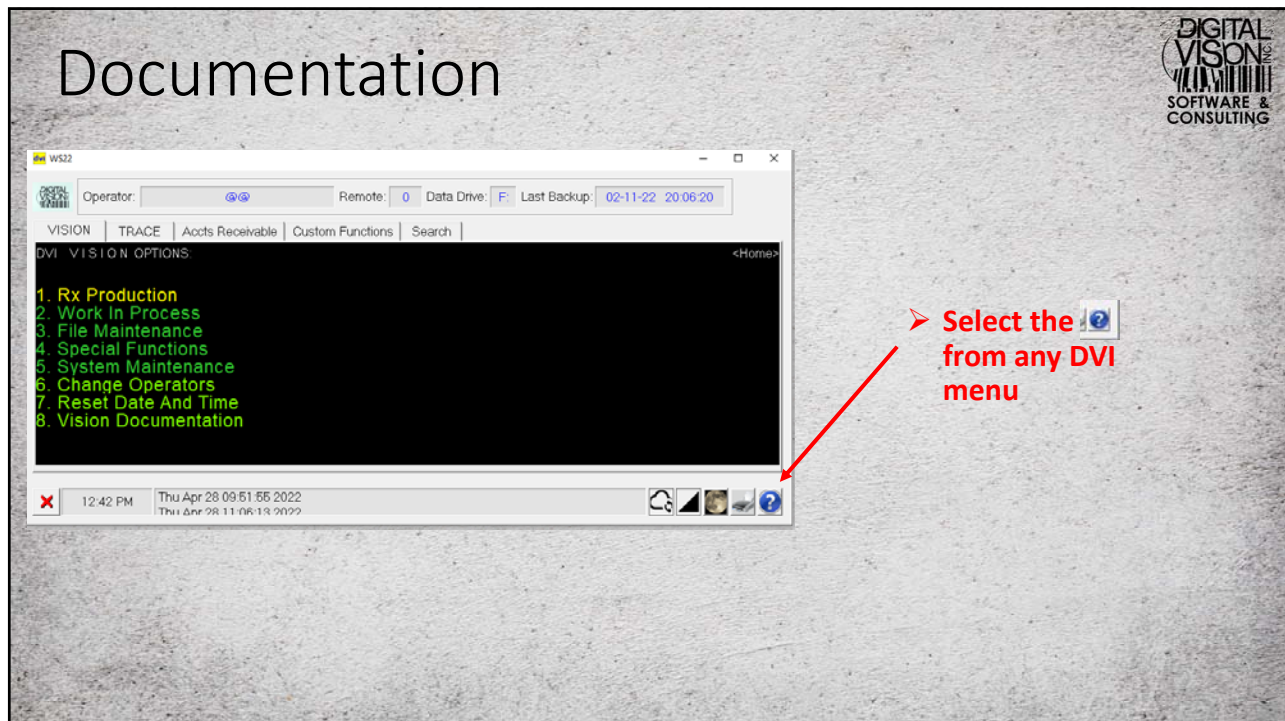 Documentation
DIGITAL
VISION INC.
SOFTWARE &
CONSULTING
dvi WS22
DIGITAL
VISION
Operator: @@ Remote: 0 Data Drive: F: Last Backup: 02-11-22 20:06:20
VISION TRACE Accts Receivable Custom Functions Search
DVI V I S I O N OPTIONS: <Home>
1. Rx Production
2. Work In Process
3. File Maintenance
4. Special Functions
5. System Maintenance
6. Change Operators
7. Reset Date And Time
8. Vision Documentation
12:42 PM Thu Apr 28 09:51:55 2022
Thu Apr 28 11:06:13 2022
➢ Select the ?
from any DVI
menu